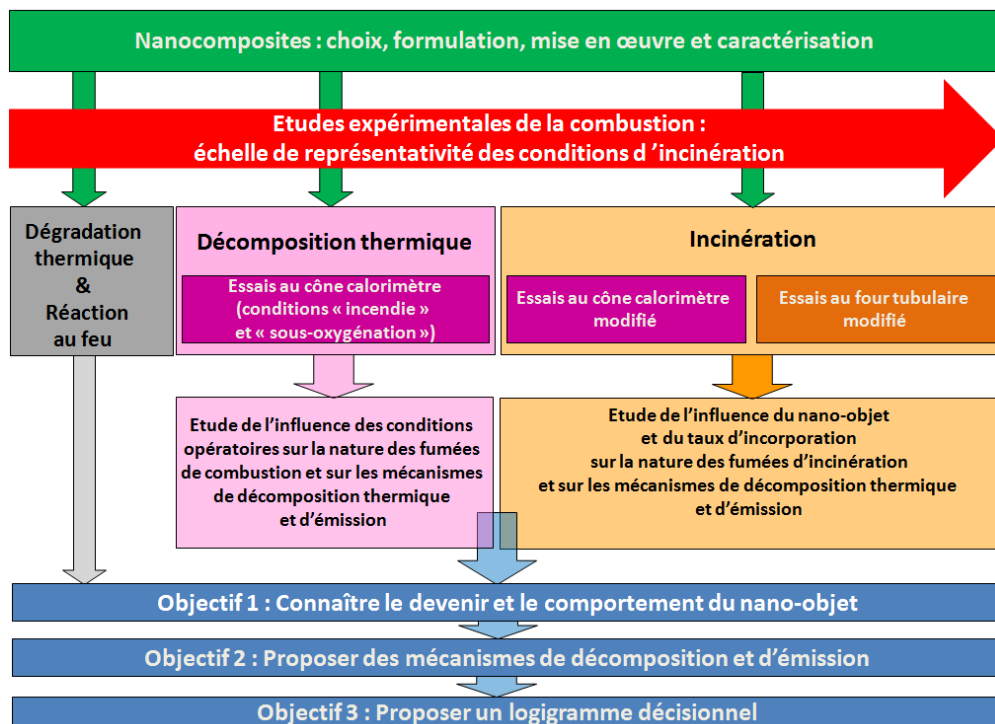 Nanocomposites : choix, formulation, mise en œuvre et caractérisation
Etudes expérimentales de la combustion :
échelle de représentativité des conditions d ’incinération
Dégradation
thermique
&
Réaction
au feu
Décomposition thermique
Essais au cône calorimètre
(conditions « incendie »
et « sous-oxygénation »)
Incinération
Essais au cône calorimètre
modifié
Essais au four tubulaire
modifié
Etude de l’influence des conditions
opératoires sur la nature des fumées
de combustion et sur les mécanismes
de décomposition thermique
et d’émission
Etude de l’influence du nano-objet
et du taux d’incorporation
sur la nature des fumées d’incinération
et sur les mécanismes de décomposition thermique
et d’émission
Objectif 1 : Connaître le devenir et le comportement du nano-objet
Objectif 2 : Proposer des mécanismes de décomposition et d’émission
Objectif 3 : Proposer un logigramme décisionnel